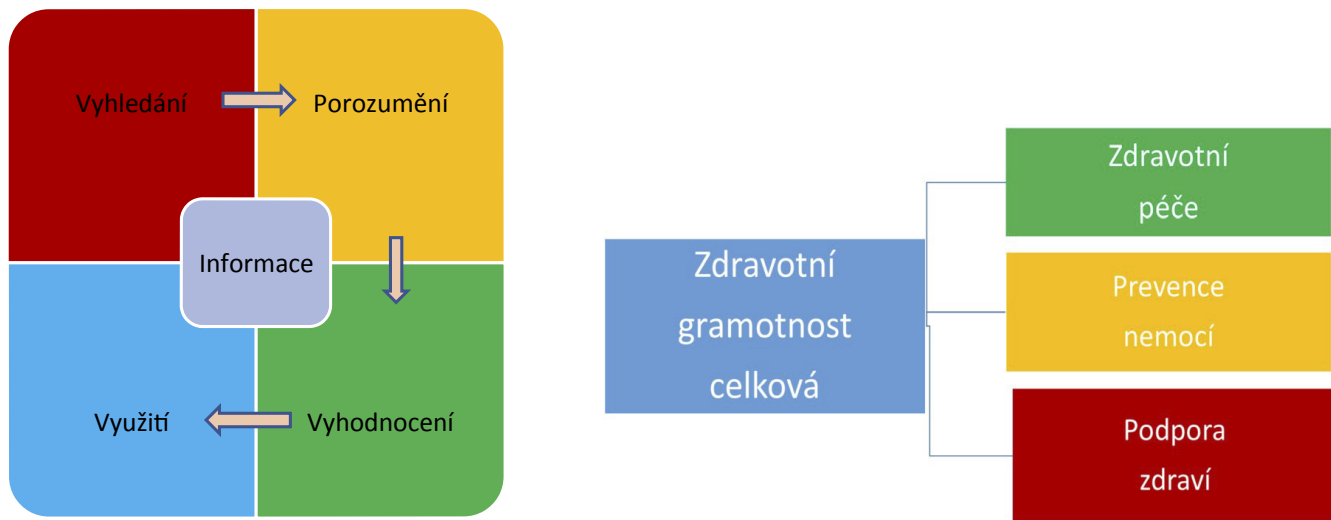 Vyhledání
Porozumění
Informace
Využití
Vyhodnocení
Zdravotní
gramotnost
celková
Zdravotní
péče
Prevence
nemocí
Podpora
zdraví